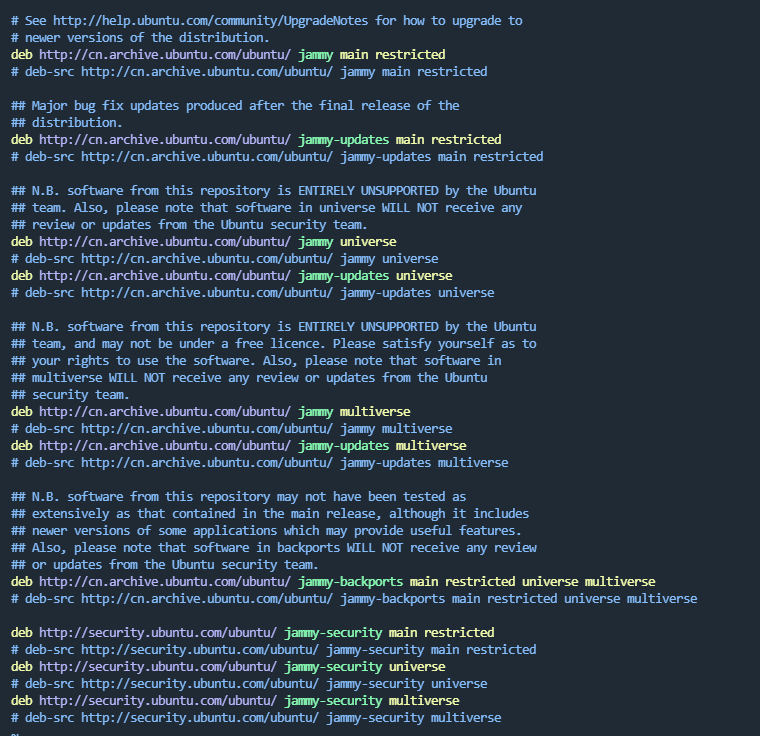 # See http://help.ubuntu.com/community/UpgradeNotes for how to upgrade to
# newer versions of the distribution.
deb http://cn.archive.ubuntu.com/ubuntu/ jammy main restricted
# deb-src http://cn.archive.ubuntu.com/ubuntu/ jammy main restricted
## Major bug fix updates produced after the final release of the
## distribution.
deb http://cn.archive.ubuntu.com/ubuntu/ jammy-updates main restricted
# deb-src http://cn.archive.ubuntu.com/ubuntu/ jammy-updates main restricted
## N.B. software from this repository is ENTIRELY UNSUPPORTED by the Ubuntu
## team. Also, please note that software in universe WILL NOT receive any
## review or updates from the Ubuntu security team.
deb http://cn.archive.ubuntu.com/ubuntu/ jammy universe
# deb-src http://cn.archive.ubuntu.com/ubuntu/ jammy universe
deb http://cn.archive.ubuntu.com/ubuntu/ jammy-updates universe
# deb-src http://cn.archive.ubuntu.com/ubuntu/ jammy-updates universe
## N.B. software from this repository is ENTIRELY UNSUPPORTED by the Ubuntu
## team, and may not be under a free licence. Please satisfy yourself as to
## your rights to use the software. Also, please note that software in
## multiverse WILL NOT receive any review or updates from the Ubuntu
## security team.
deb http://cn.archive.ubuntu.com/ubuntu/ jammy multiverse
# deb-src http://cn.archive.ubuntu.com/ubuntu/ jammy multiverse
deb http://cn.archive.ubuntu.com/ubuntu/ jammy-updates multiverse
# deb-src http://cn.archive.ubuntu.com/ubuntu/ jammy-updates multiverse
## N.B. software from this repository may not have been tested as
## extensively as that contained in the main release, although it includes
## newer versions of some applications which may provide useful features.
## Also, please note that software in backports WILL NOT receive any review
## or updates from the Ubuntu security team.
deb http://cn.archive.ubuntu.com/ubuntu/ jammy-backports main restricted universe multiverse
# deb-src http://cn.archive.ubuntu.com/ubuntu/ jammy-backports main restricted universe multiverse
deb http://security.ubuntu.com/ubuntu/ jammy-security main restricted
# deb-src http://security.ubuntu.com/ubuntu/ jammy-security main restricted
deb http://security.ubuntu.com/ubuntu/ jammy-security universe
# deb-src http://security.ubuntu.com/ubuntu/ jammy-security universe
deb http://security.ubuntu.com/ubuntu/ jammy-security multiverse
# deb-src http://security.ubuntu.com/ubuntu/ jammy-security multiverse